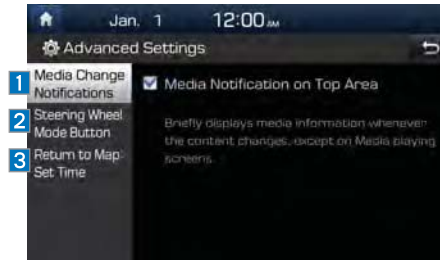 Jan. 1 12:00 AM
Advanced Settings
1 Media Change
Notifications
Media Notification on Top Area
2 Steering Wheel
Mode Button
Briefly displays media information whenever
the content changes, except on Media playing
screens.
3 Return to Map
Set Time